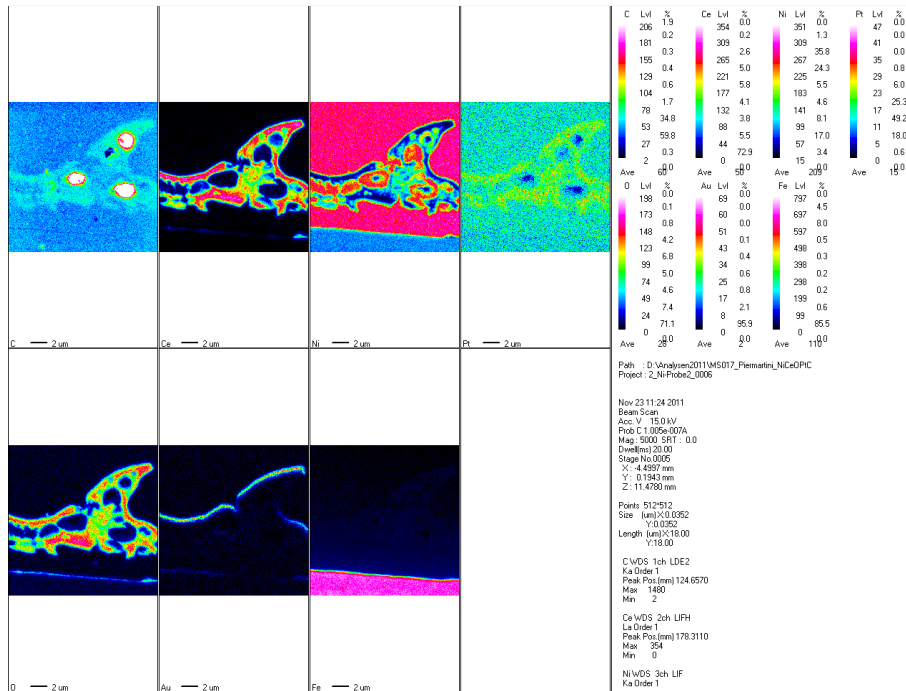 C Lvl %
206 1.9
181 0.2
155 0.3
129 0.6
104 0.4
78 1.7
53 34.8
27 59.8
2 0.3
0.0
Ave 60
Ce Lvl %
354 0.0
309 0.2
265 2.6
221 5.0
177 5.8
132 4.1
88 3.8
44 5.5
0 72.9
0.0
Ave 50
Ni Lvl %
351 0.0
309 1.3
267 35.8
225 24.3
183 5.5
141 4.6
99 8.1
57 17.0
15 3.4
0.0
Ave 209
Pt Lvl %
47 0.0
41 0.0
35 0.0
29 0.8
23 6.0
17 25.3
11 49.2
6 18.0
0 0.6
0.0
Ave 15
O Lvl %
198 0.0
173 0.1
148 0.8
123 4.0
99 6.8
74 5.0
49 4.6
24 7.4
0 71.1
0.0
Ave 28
Au Lvl %
69 0.0
60 0.0
51 0.0
43 0.1
34 0.4
25 0.6
17 0.8
8 2.1
0 95.9
0.0
Ave 2
Fe Lvl %
797 0.0
697 4.5
597 8.0
498 0.5
398 0.3
298 0.2
199 0.2
99 0.6
0 85.5
0.0
Ave 110
C 2 um
Ce 2 um
Ni 2 um
Pt 2 um
O 2 um
Au 2 um
Fe 2 um
Path : D:\Analysen2011\MS017_Piermartini_NiCeOPtC
Project : 2_Ni-Probe2_0006
Nov 23 11:24 2011
Beam Scan
Acc. V 15.0 kV
Prob C 1.005e-007A
Mag : 5000 SRT : 0.0
Dwell(ms) 20.00
Stage No.0005
X : -4.4997 mm
Y : 0.1943 mm
Z : 11.4780 mm
Points 512*512
Size (um) X:0.0352
Y:0.0352
Length (um) X:18.00
Y:18.00
C WDS 1ch LDE2
Ka Order 1
Peak Pos.(mm) 124.6570
Max 1480
Min 2
Ce WDS 2ch LIFH
La Order 1
Peak Pos.(mm) 178.3110
Max 354
Min 0
Ni WDS 3ch LIF
Ka Order 1